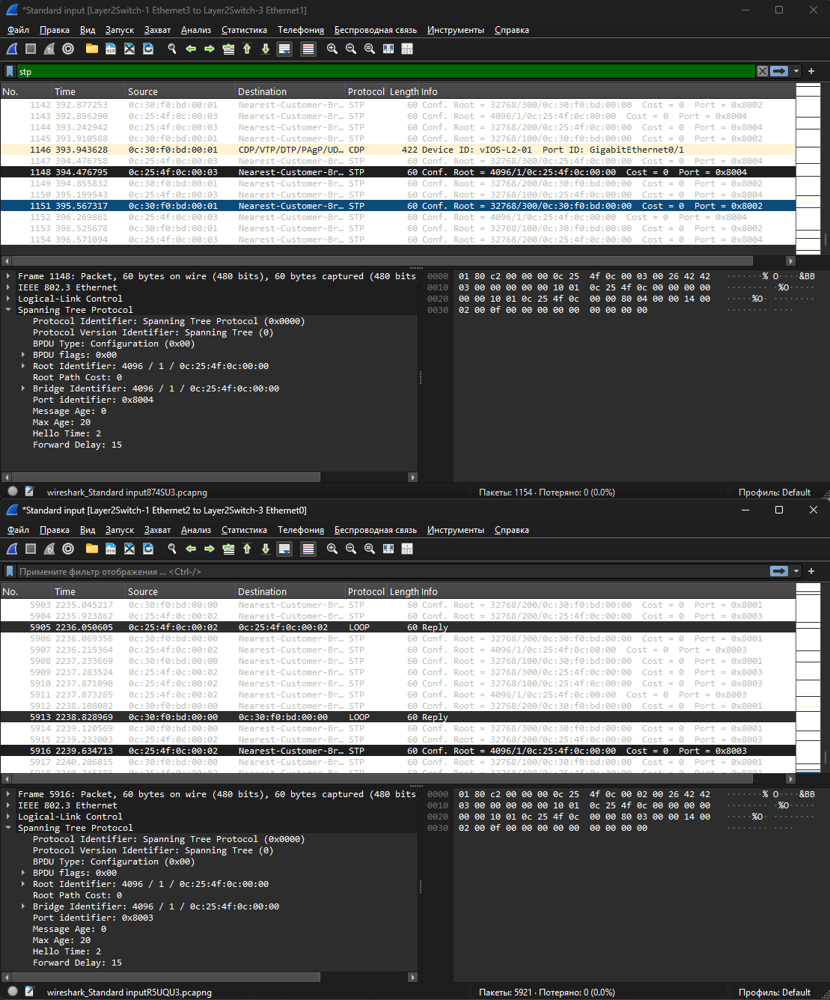 *Standard input [Layer2Switch-1 Ethernet3 to Layer2Switch-3 Ethernet1]
Файл Правка Вид Запуск Захват Анализ Статистика Телефония Беспроводная связь Инструменты Справка
stp
No. Time Source Destination Protocol Length Info
1142 392.877253 0c:30:f0:bd:00:01 Nearest-Customer-Br… STP 60 Conf. Root = 32768/100/0c:30:f0:bd:00:00 Cost = 0 Port = 0x8002
1143 392.896290 0c:25:4f:0c:00:03 Nearest-Customer-Br… STP 60 Conf. Root = 4096/1/0c:25:4f:0c:00:00 Cost = 0 Port = 0x8004
1144 393.242942 0c:25:4f:0c:00:03 Nearest-Customer-Br… STP 60 Conf. Root = 32768/200/0c:25:4f:0c:00:00 Cost = 0 Port = 0x8004
1145 393.910588 0c:30:f0:bd:00:01 Nearest-Customer-Br… STP 60 Conf. Root = 32768/300/0c:30:f0:bd:00:00 Cost = 0 Port = 0x8002
1146 393.943628 0c:30:f0:bd:00:01 CDP/VTP/DTP/PAgP/UD… CDP 422 Device ID: vIOS-L2-01 Port ID: GigabitEthernet0/1
1147 394.476758 0c:25:4f:0c:00:03 Nearest-Customer-Br… STP 60 Conf. Root = 32768/300/0c:25:4f:0c:00:00 Cost = 0 Port = 0x8004
1148 394.476795 0c:25:4f:0c:00:03 Nearest-Customer-Br… STP 60 Conf. Root = 4096/1/0c:25:4f:0c:00:00 Cost = 0 Port = 0x8004
1149 394.855832 0c:30:f0:bd:00:01 Nearest-Customer-Br… STP 60 Conf. Root = 32768/200/0c:30:f0:bd:00:00 Cost = 0 Port = 0x8002
1150 395.199543 0c:25:4f:0c:00:03 Nearest-Customer-Br… STP 60 Conf. Root = 32768/100/0c:25:4f:0c:00:00 Cost = 0 Port = 0x8004
1151 395.567317 0c:30:f0:bd:00:01 Nearest-Customer-Br… STP 60 Conf. Root = 32768/300/0c:30:f0:bd:00:00 Cost = 0 Port = 0x8002
1152 396.269861 0c:25:4f:0c:00:03 Nearest-Customer-Br… STP 60 Conf. Root = 4096/1/0c:25:4f:0c:00:00 Cost = 0 Port = 0x8004
1153 396.525678 0c:30:f0:bd:00:01 Nearest-Customer-Br… STP 60 Conf. Root = 32768/100/0c:30:f0:bd:00:00 Cost = 0 Port = 0x8002
1154 396.571094 0c:25:4f:0c:00:03 Nearest-Customer-Br… STP 60 Conf. Root = 32768/200/0c:25:4f:0c:00:00 Cost = 0 Port = 0x8004
Frame 1148: Packet, 60 bytes on wire (480 bits), 60 bytes captured (480 bits 0000 01 80 c2 00 00 00 0c 25 4f 0c 00 03 00 26 42 42 ·······% O····&BB
IEEE 802.3 Ethernet 0010 03 00 00 00 00 00 10 01 0c 25 4f 0c 00 00 00 00 ········ ·%O·····
Logical-Link Control 0020 00 00 10 01 0c 25 4f 0c 00 00 80 04 00 00 14 00 ·····%O· ········
Spanning Tree Protocol 0030 02 00 0f 00 00 00 00 00 00 00 00 00 ········ ····
Protocol Identifier: Spanning Tree Protocol (0x0000)
Protocol Version Identifier: Spanning Tree (0)
BPDU Type: Configuration (0x00)
BPDU flags: 0x00
Root Identifier: 4096 / 1 / 0c:25:4f:0c:00:00
Root Path Cost: 0
Bridge Identifier: 4096 / 1 / 0c:25:4f:0c:00:00
Port identifier: 0x8004
Message Age: 0
Max Age: 20
Hello Time: 2
Forward Delay: 15
wireshark_Standard input874SU3.pcapng Пакеты: 1154 · Потеряно: 0 (0.0%) Профиль: Default
*Standard input [Layer2Switch-1 Ethernet2 to Layer2Switch-3 Ethernet0]
Файл Правка Вид Запуск Захват Анализ Статистика Телефония Беспроводная связь Инструменты Справка
Примените фильтр отображения … <Ctrl-/>
No. Time Source Destination Protocol Length Info
5903 2235.045217 0c:30:f0:bd:00:00 Nearest-Customer-Br… STP 60 Conf. Root = 32768/300/0c:30:f0:bd:00:00 Cost = 0 Port = 0x8001
5904 2235.923862 0c:25:4f:0c:00:02 Nearest-Customer-Br… STP 60 Conf. Root = 32768/200/0c:25:4f:0c:00:00 Cost = 0 Port = 0x8003
5905 2236.050605 0c:25:4f:0c:00:02 0c:25:4f:0c:00:02 LOOP 60 Reply
5906 2236.069356 0c:30:f0:bd:00:00 Nearest-Customer-Br… STP 60 Conf. Root = 32768/300/0c:30:f0:bd:00:00 Cost = 0 Port = 0x8001
5907 2236.215364 0c:25:4f:0c:00:02 Nearest-Customer-Br… STP 60 Conf. Root = 4096/1/0c:25:4f:0c:00:00 Cost = 0 Port = 0x8003
5908 2237.233669 0c:30:f0:bd:00:00 Nearest-Customer-Br… STP 60 Conf. Root = 32768/100/0c:30:f0:bd:00:00 Cost = 0 Port = 0x8001
5909 2237.283524 0c:25:4f:0c:00:02 Nearest-Customer-Br… STP 60 Conf. Root = 32768/300/0c:25:4f:0c:00:00 Cost = 0 Port = 0x8003
5910 2237.871090 0c:25:4f:0c:00:02 Nearest-Customer-Br… STP 60 Conf. Root = 32768/100/0c:25:4f:0c:00:00 Cost = 0 Port = 0x8003
5911 2237.873285 0c:25:4f:0c:00:02 Nearest-Customer-Br… STP 60 Conf. Root = 4096/1/0c:25:4f:0c:00:00 Cost = 0 Port = 0x8003
5912 2238.108082 0c:30:f0:bd:00:00 Nearest-Customer-Br… STP 60 Conf. Root = 32768/200/0c:30:f0:bd:00:00 Cost = 0 Port = 0x8001
5913 2238.828969 0c:30:f0:bd:00:00 0c:30:f0:bd:00:00 LOOP 60 Reply
5914 2239.120569 0c:30:f0:bd:00:00 Nearest-Customer-Br… STP 60 Conf. Root = 32768/300/0c:30:f0:bd:00:00 Cost = 0 Port = 0x8001
5915 2239.232003 0c:25:4f:0c:00:02 Nearest-Customer-Br… STP 60 Conf. Root = 32768/200/0c:25:4f:0c:00:00 Cost = 0 Port = 0x8003
5916 2239.634713 0c:25:4f:0c:00:02 Nearest-Customer-Br… STP 60 Conf. Root = 4096/1/0c:25:4f:0c:00:00 Cost = 0 Port = 0x8003
5917 2240.206815 0c:30:f0:bd:00:00 Nearest-Customer-Br… STP 60 Conf. Root = 32768/100/0c:30:f0:bd:00:00 Cost = 0 Port = 0x8001
Frame 5916: Packet, 60 bytes on wire (480 bits), 60 bytes captured (480 bits 0000 01 80 c2 00 00 00 0c 25 4f 0c 00 02 00 26 42 42 ·······% O····&BB
IEEE 802.3 Ethernet 0010 03 00 00 00 00 00 10 01 0c 25 4f 0c 00 00 00 00 ········ ·%O·····
Logical-Link Control 0020 00 00 10 01 0c 25 4f 0c 00 00 80 03 00 00 14 00 ·····%O· ········
Spanning Tree Protocol 0030 02 00 0f 00 00 00 00 00 00 00 00 00 ········ ····
Protocol Identifier: Spanning Tree Protocol (0x0000)
Protocol Version Identifier: Spanning Tree (0)
BPDU Type: Configuration (0x00)
BPDU flags: 0x00
Root Identifier: 4096 / 1 / 0c:25:4f:0c:00:00
Root Path Cost: 0
Bridge Identifier: 4096 / 1 / 0c:25:4f:0c:00:00
Port identifier: 0x8003
Message Age: 0
Max Age: 20
Hello Time: 2
Forward Delay: 15
wireshark_Standard inputR5UQU3.pcapng Пакеты: 5921 · Потеряно: 0 (0.0%) Профиль: Default